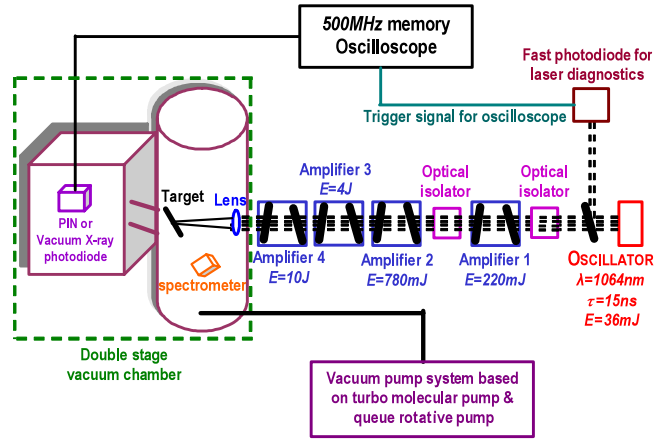 500MHz memory
Oscilloscope
Fast photodiode for
laser diagnostics
Trigger signal for oscilloscope
Amplifier 3
E=4J
Optical
isolator
Optical
isolator
Target
Lens
PIN or
Vacuum X-ray
photodiode
spectrometer
Amplifier 4
E=10J
Amplifier 2
E=780mJ
Amplifier 1
E=220mJ
OSCILLATOR
λ=1064nm
τ=15ns
E=36mJ
Double stage
vacuum chamber
Vacuum pump system based
on turbo molecular pump &
queue rotative pump